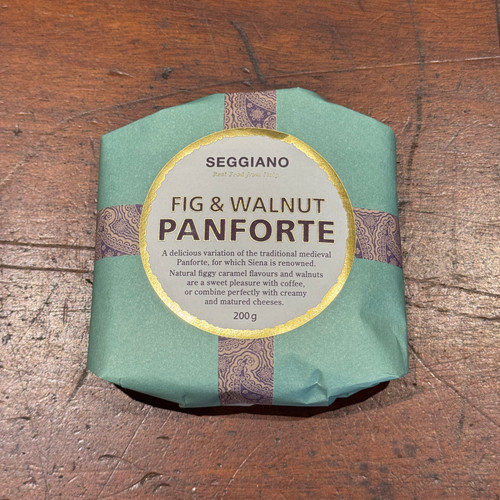 SEGGIANO
Real Food from Italy
FIG & WALNUT
PANFORTE
A delicious variation of the traditional medieval
Panforte, for which Siena is renowned.
Natural figgy caramel flavours and walnuts
are a sweet pleasure with coffee,
or combine perfectly with creamy
and matured cheeses.
200 g